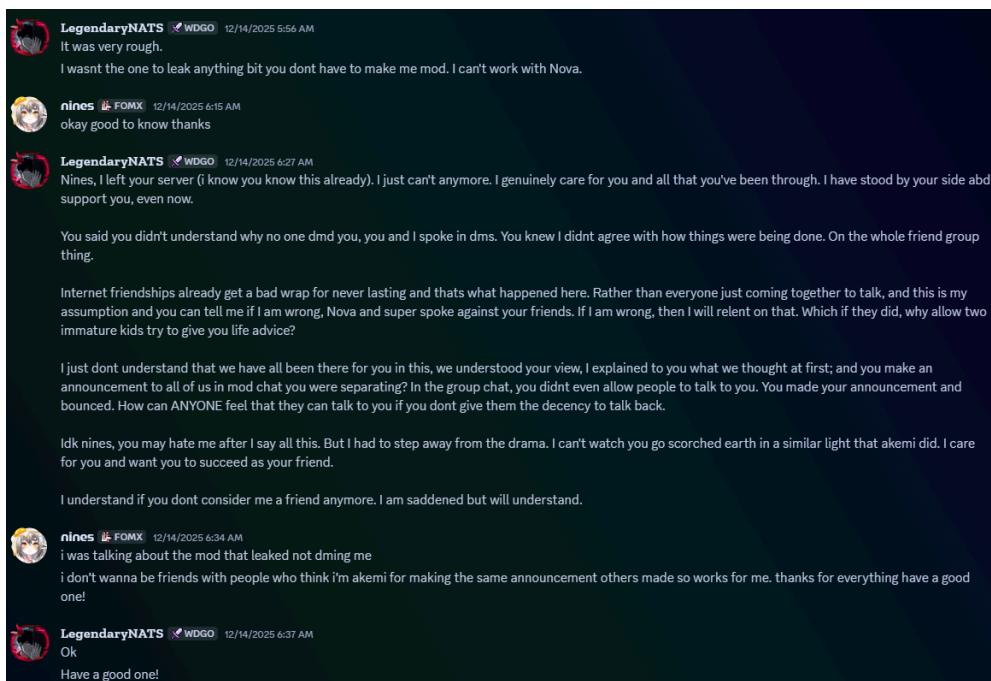 LegendaryNATS WDGO 12/14/2025 5:56 AM
It was very rough.
I wasnt the one to leak anything bit you dont have to make me mod. I can't work with Nova.
nines FOMX 12/14/2025 6:15 AM
okay good to know thanks
LegendaryNATS WDGO 12/14/2025 6:27 AM
Nines, I left your server (i know you know this already). I just can't anymore. I genuinely care for you and all that you've been through. I have stood by your side abd
support you, even now.
You said you didn't understand why no one dmd you, you and I spoke in dms. You knew I didnt agree with how things were being done. On the whole friend group
thing.
Internet friendships already get a bad wrap for never lasting and thats what happened here. Rather than everyone just coming together to talk, and this is my
assumption and you can tell me if I am wrong, Nova and super spoke against your friends. If I am wrong, then I will relent on that. Which if they did, why allow two
immature kids try to give you life advice?
I just dont understand that we have all been there for you in this, we understood your view, I explained to you what we thought at first; and you make an
announcement to all of us in mod chat you were separating? In the group chat, you didnt even allow people to talk to you. You made your announcement and
bounced. How can ANYONE feel that they can talk to you if you dont give them the decency to talk back.
Idk nines, you may hate me after I say all this. But I had to step away from the drama. I can't watch you go scorched earth in a similar light that akemi did. I care
for you and want you to succeed as your friend.
I understand if you dont consider me a friend anymore. I am saddened but will understand.
nines FOMX 12/14/2025 6:34 AM
i was talking about the mod that leaked not dming me
i don't wanna be friends with people who think i'm akemi for making the same announcement others made so works for me. thanks for everything have a good
one!
LegendaryNATS WDGO 12/14/2025 6:37 AM
Ok
Have a good one!